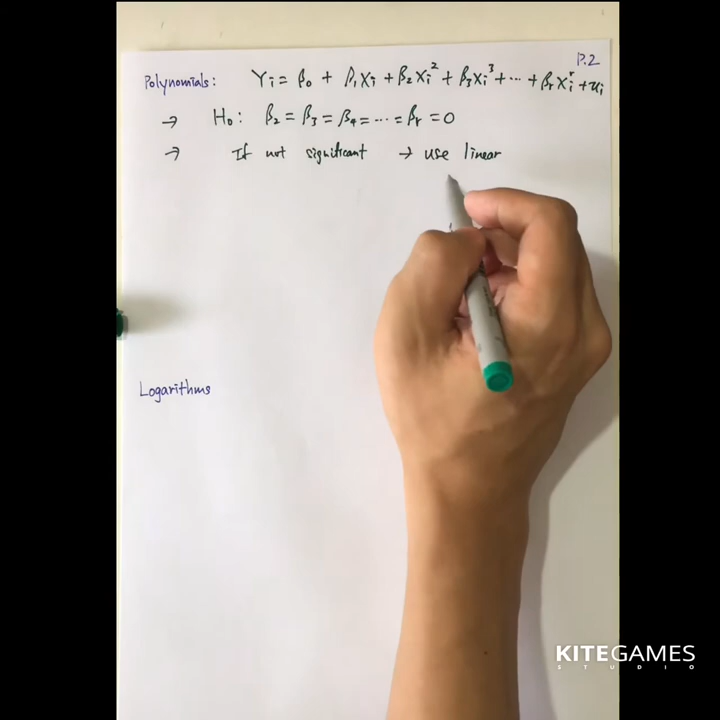 P.2
Polynomials: Yi = β0 + β1Xi + β2Xi² + β3Xi³ + ... + βrXiʳ + ui
→ H0: β2 = β3 = β4 = ... = βr = 0
→ If not significant → use linear
Logarithms
KITEGAMES
STUDIO